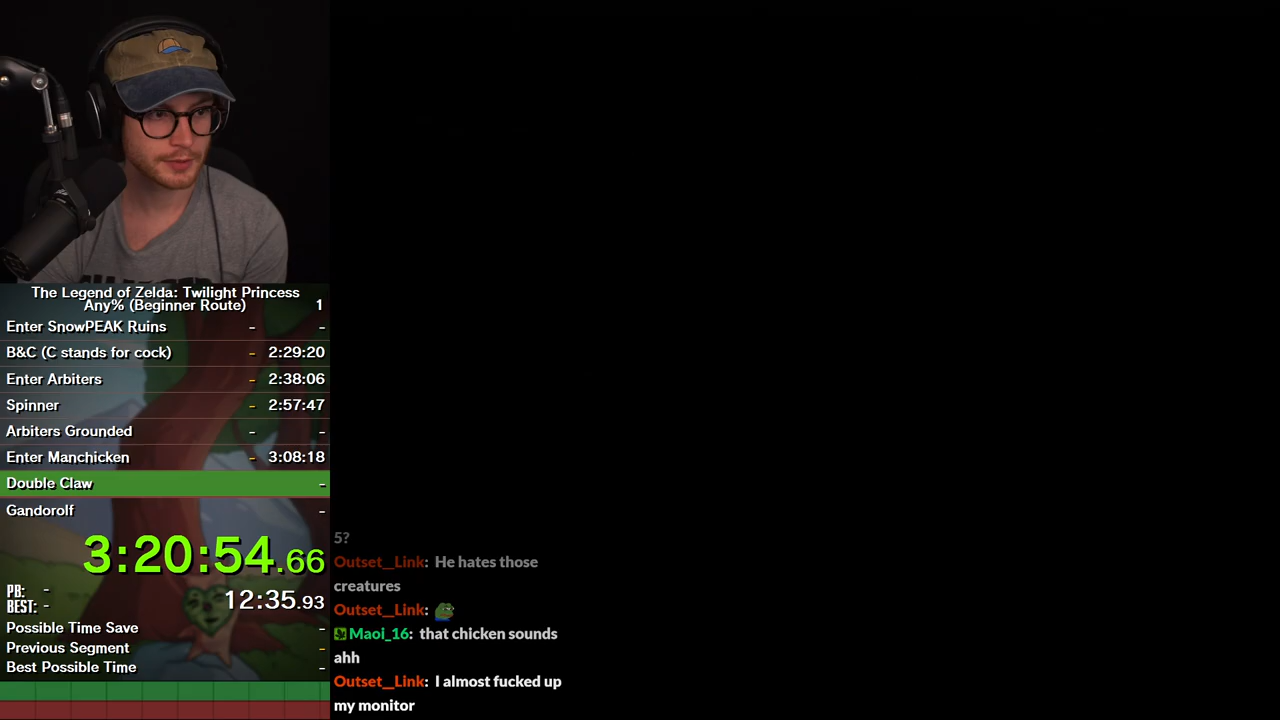 The Legend of Zelda: Twilight Princess
Any% (Beginner Route) 1
Enter SnowPEAK Ruins - -
B&C (C stands for cock) - 2:29:20
Enter Arbiters - 2:38:06
Spinner - 2:57:47
Arbiters Grounded - -
Enter Manchicken - 3:08:18
Double Claw -
Gandorolf -
3:20:54.66
PB: -
BEST: -
12:35.93
Possible Time Save -
Previous Segment -
Best Possible Time -
5?
Outset__Link: He hates those
creatures
Outset__Link:
Maoi_16: that chicken sounds
ahh
Outset__Link: I almost fucked up
my monitor